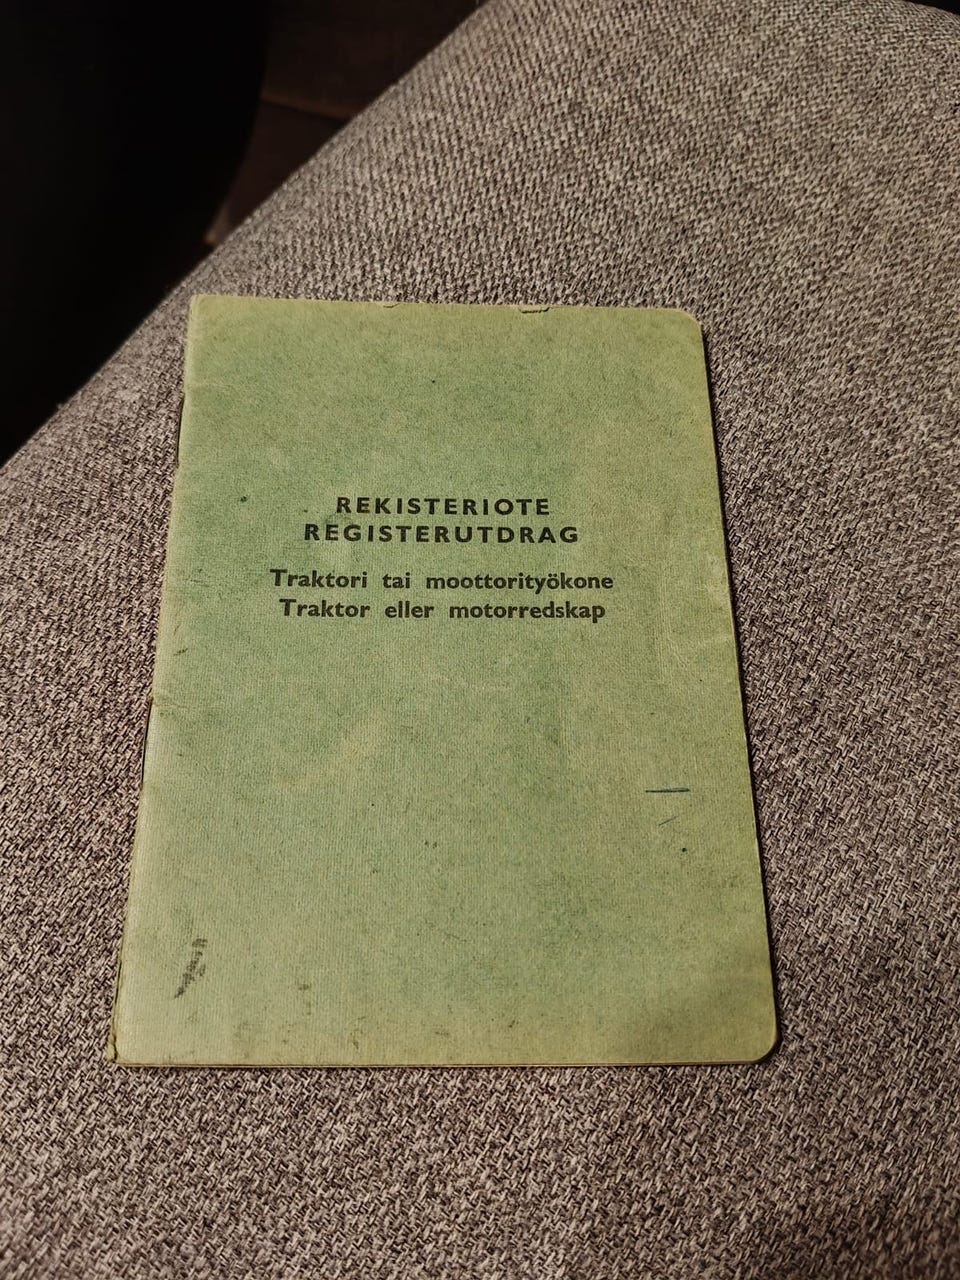 REKISTERIOTE
REGISTERUTDRAG
Traktori tai moottorityökone
Traktor eller motorredskap